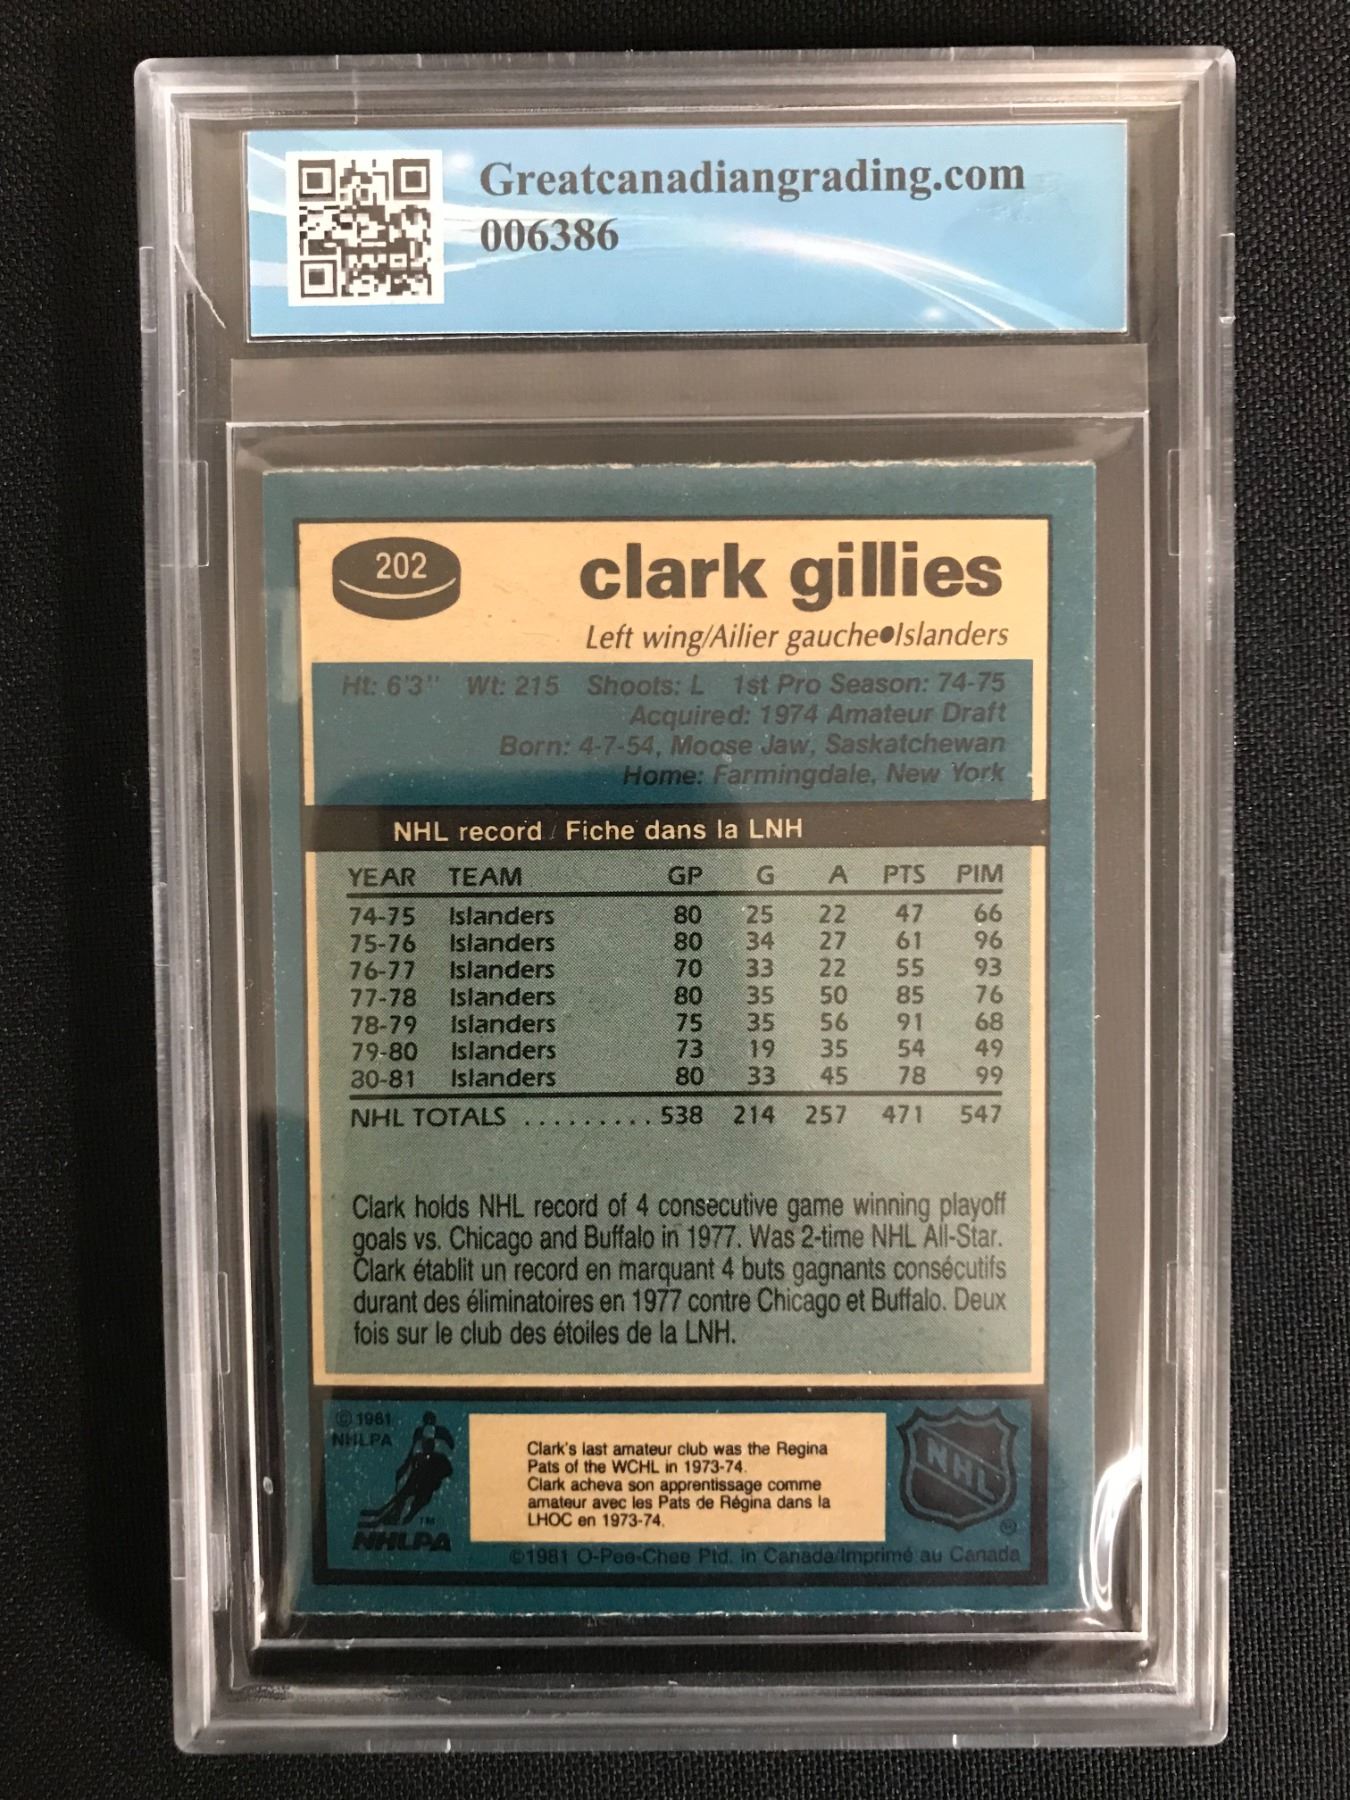 Greatcanadiangrading.com
006386
202
clark gillies
Left wing/Ailier gauche●Islanders
Ht: 6'3" Wt: 215 Shoots: L 1st Pro Season: 74-75
Acquired: 1974 Amateur Draft
Born: 4-7-54, Moose Jaw, Saskatchewan
Home: Farmingdale, New York
NHL record / Fiche dans la LNH
YEAR TEAM GP G A PTS PIM
74-75 Islanders 80 25 22 47 66
75-76 Islanders 80 34 27 61 96
76-77 Islanders 70 33 22 55 93
77-78 Islanders 80 35 50 85 76
78-79 Islanders 75 35 56 91 68
79-80 Islanders 73 19 35 54 49
80-81 Islanders 80 33 45 78 99
NHL TOTALS ......... 538 214 257 471 547
Clark holds NHL record of 4 consecutive game winning playoff
goals vs. Chicago and Buffalo in 1977. Was 2-time NHL All-Star.
Clark établit un record en marquant 4 buts gagnants consécutifs
durant des éliminatoires en 1977 contre Chicago et Buffalo. Deux
fois sur le club des étoiles de la LNH.
© 1981
NHLPA
TM
NHLPA
Clark's last amateur club was the Regina
Pats of the WCHL in 1973-74.
Clark acheva son apprentissage comme
amateur avec les Pats de Régina dans la
LHOC en 1973-74.
NHL
®
©1981 O-Pee-Chee Ptd. in Canada/Imprimé au Canada